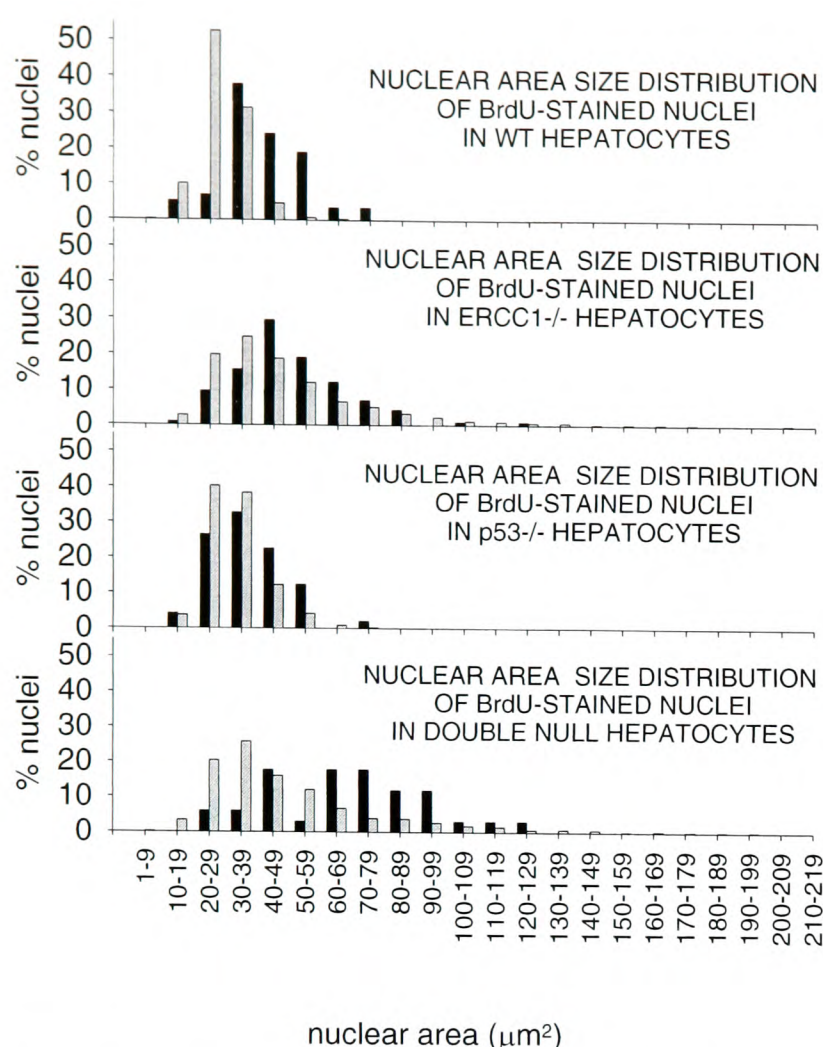 50
40
30
20
10
0
% nuclei
NUCLEAR AREA SIZE DISTRIBUTION
OF BrdU-STAINED NUCLEI
IN WT HEPATOCYTES
50
40
30
20
10
0
% nuclei
NUCLEAR AREA SIZE DISTRIBUTION
OF BrdU-STAINED NUCLEI
IN ERCC1-/- HEPATOCYTES
50
40
30
20
10
0
% nuclei
NUCLEAR AREA SIZE DISTRIBUTION
OF BrdU-STAINED NUCLEI
IN p53-/- HEPATOCYTES
50
40
30
20
10
0
% nuclei
NUCLEAR AREA SIZE DISTRIBUTION
OF BrdU-STAINED NUCLEI
IN DOUBLE NULL HEPATOCYTES
1-9
10-19
20-29
30-39
40-49
50-59
60-69
70-79
80-89
90-99
100-109
110-119
120-129
130-139
140-149
150-159
160-169
170-179
180-189
190-199
200-209
210-219
nuclear area (μm²)